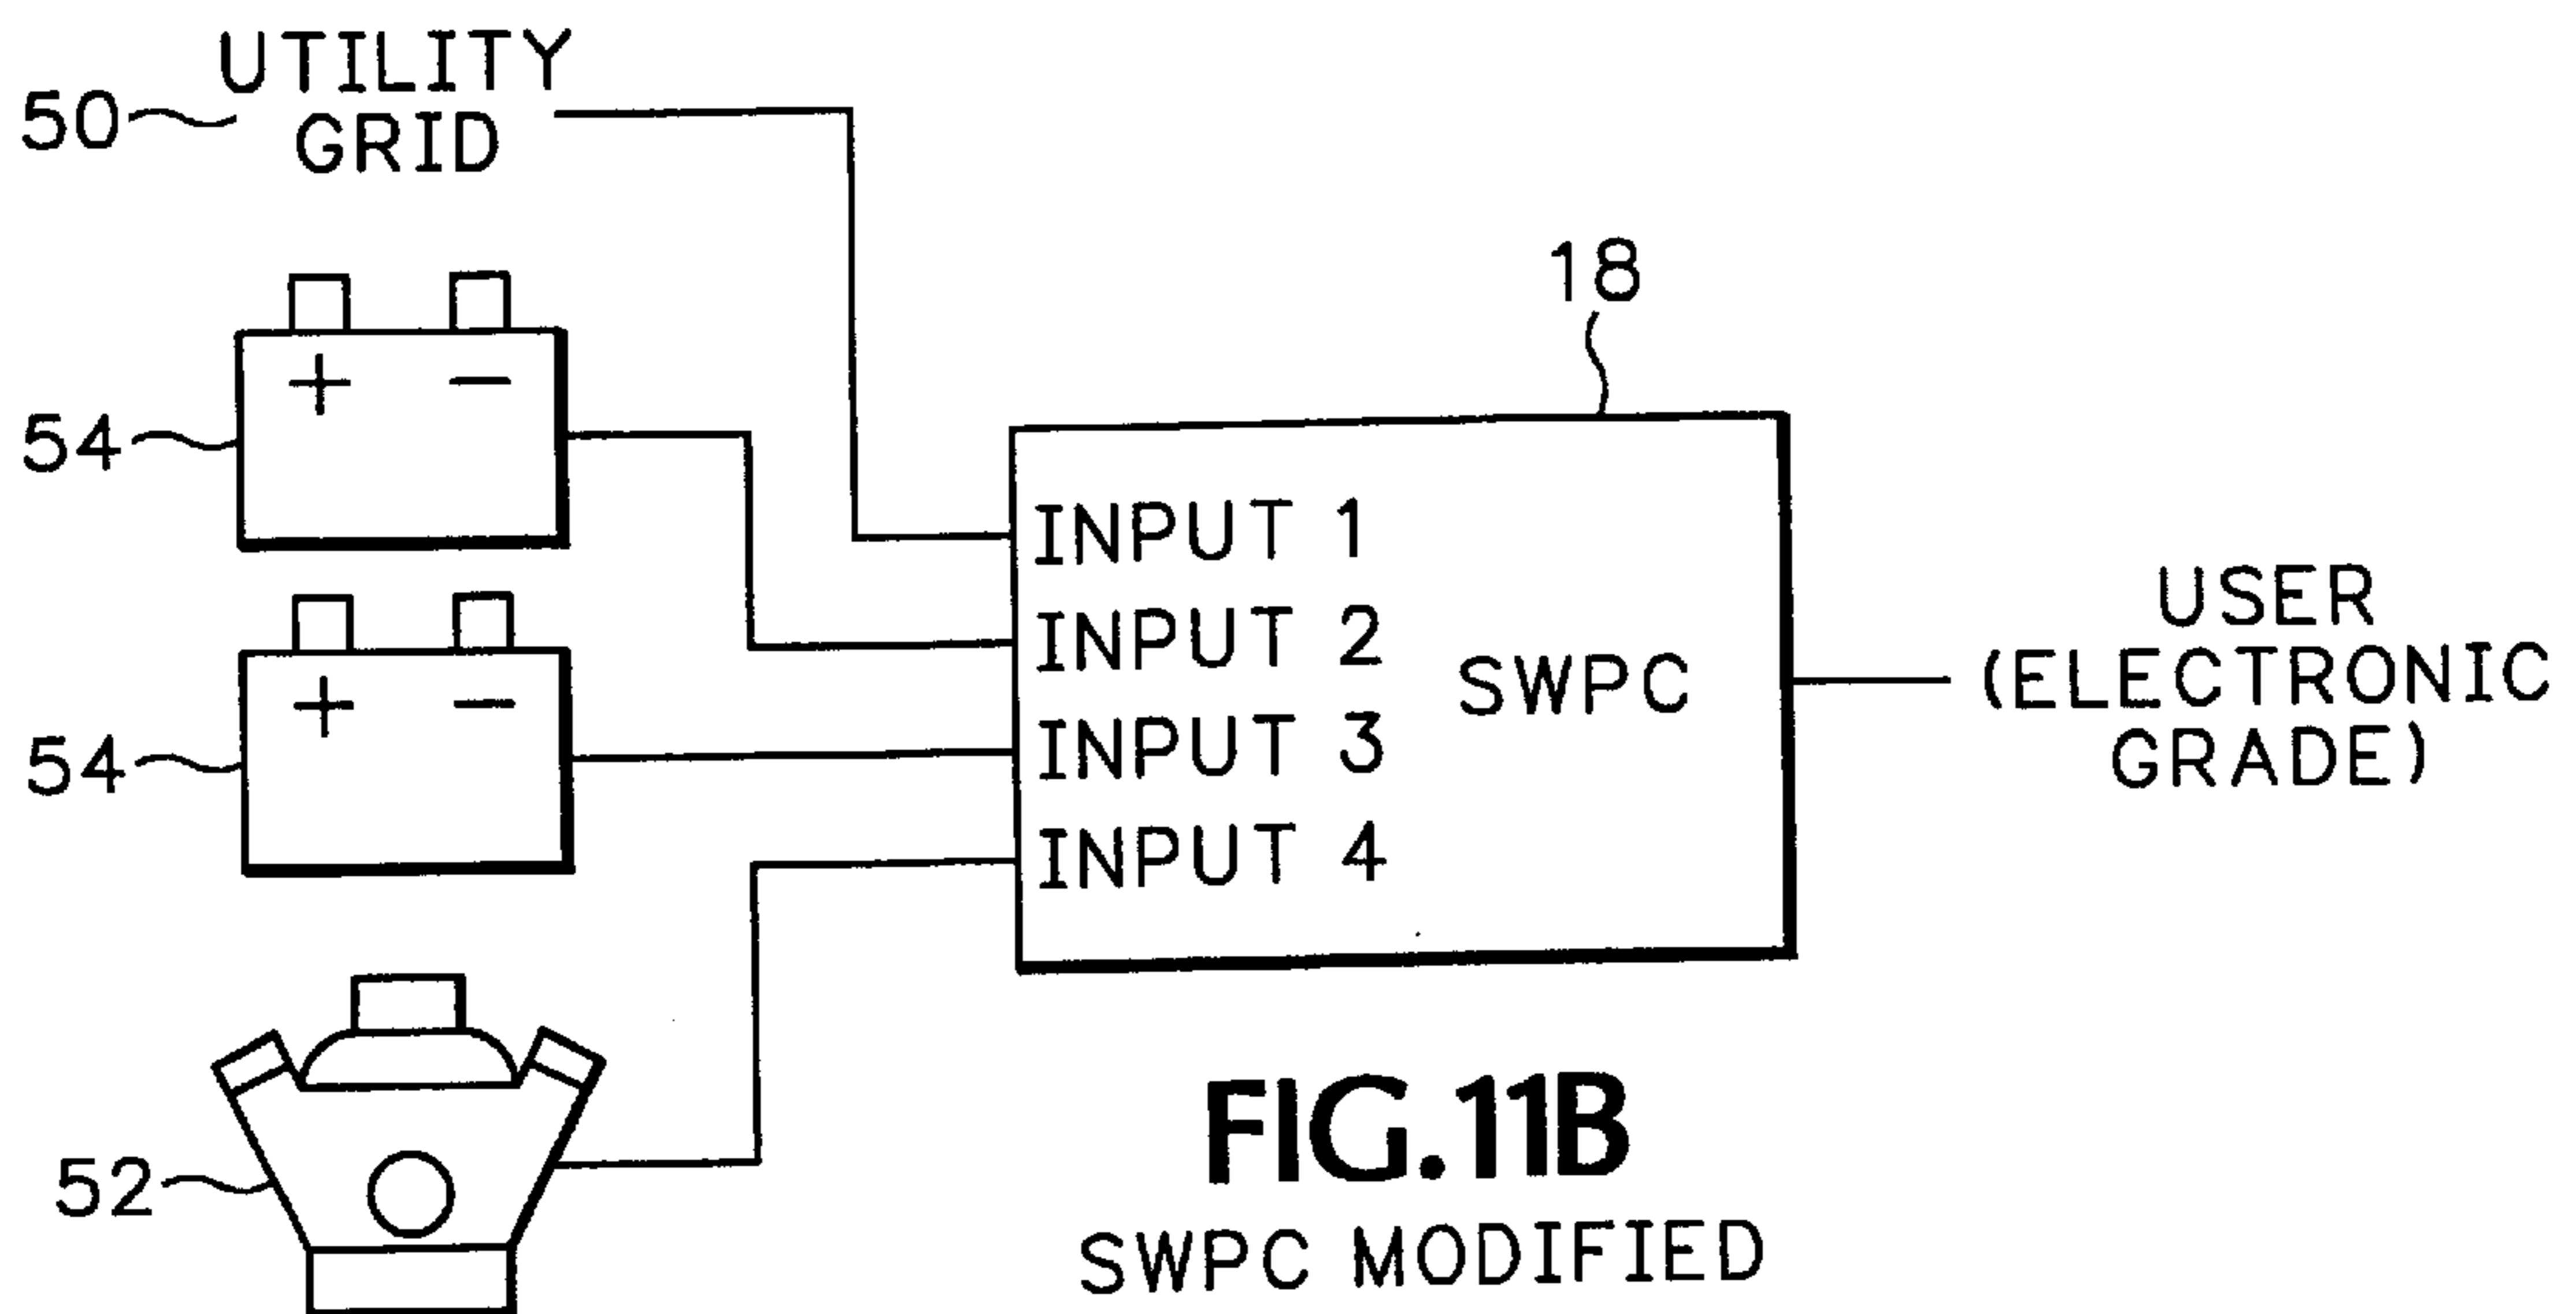 UTILITY
GRID
50
54
54
52
18
INPUT 1
INPUT 2
INPUT 3
INPUT 4
SWPC
USER
(ELECTRONIC
GRADE)
FIG.11B
SWPC MODIFIED